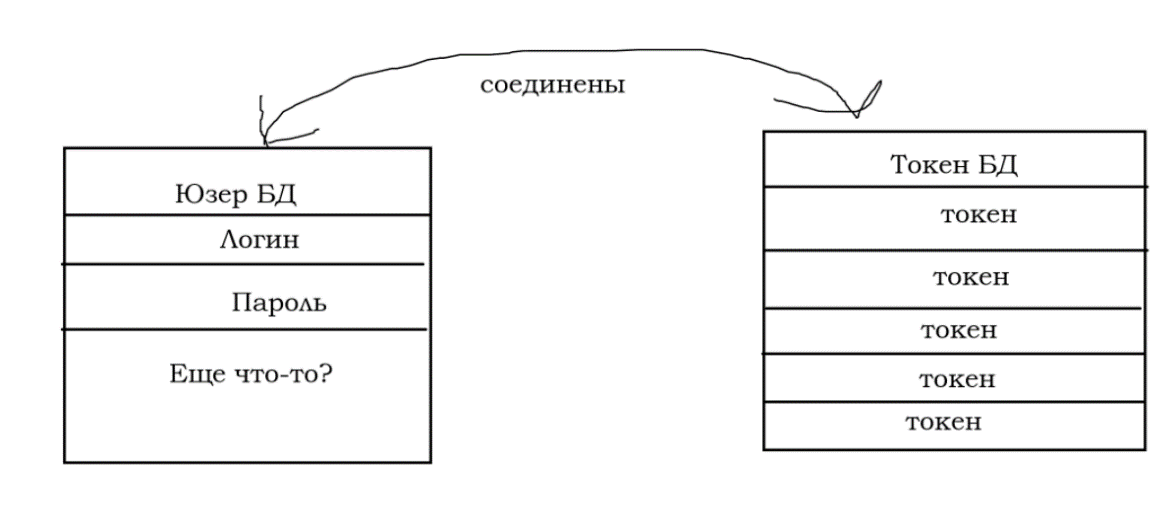 соединены
Юзер БД
Логин
Пароль
Еще что-то?
Токен БД
токен
токен
токен
токен
токен